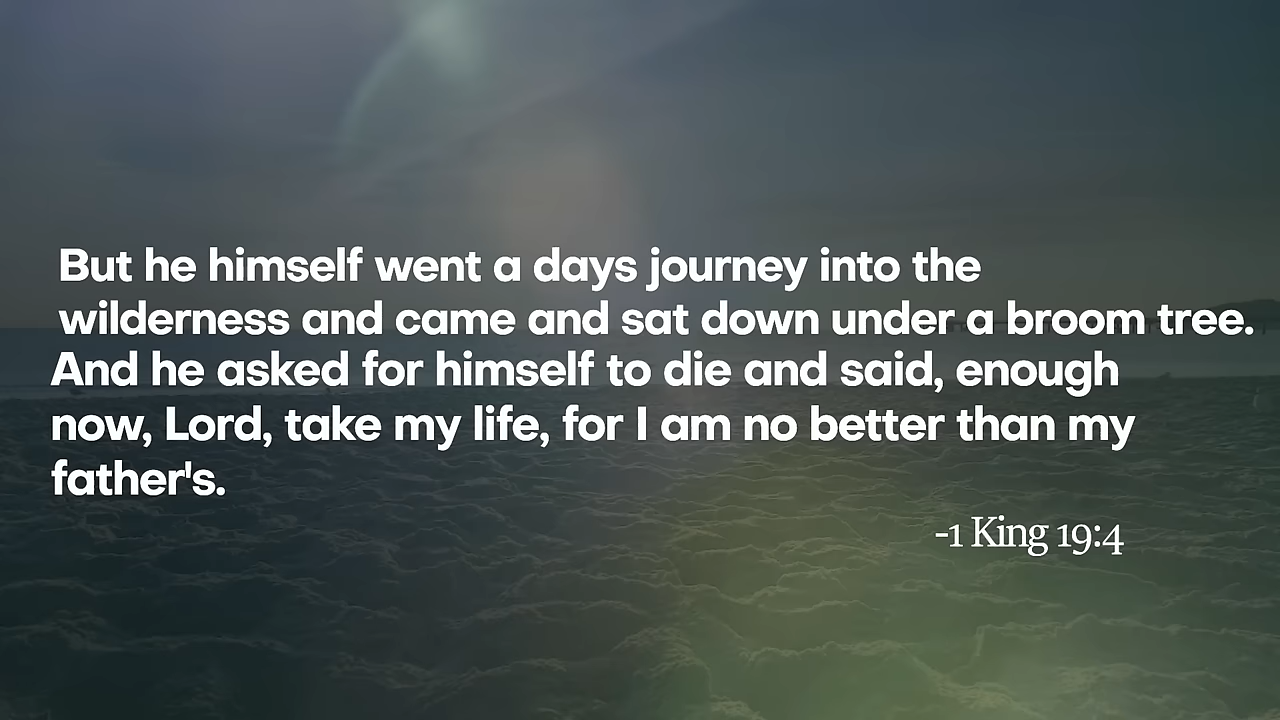 But he himself went a days journey into the
wilderness and came and sat down under a broom tree.
And he asked for himself to die and said, enough
now, Lord, take my life, for I am no better than my
father's.
-1 King 19:4